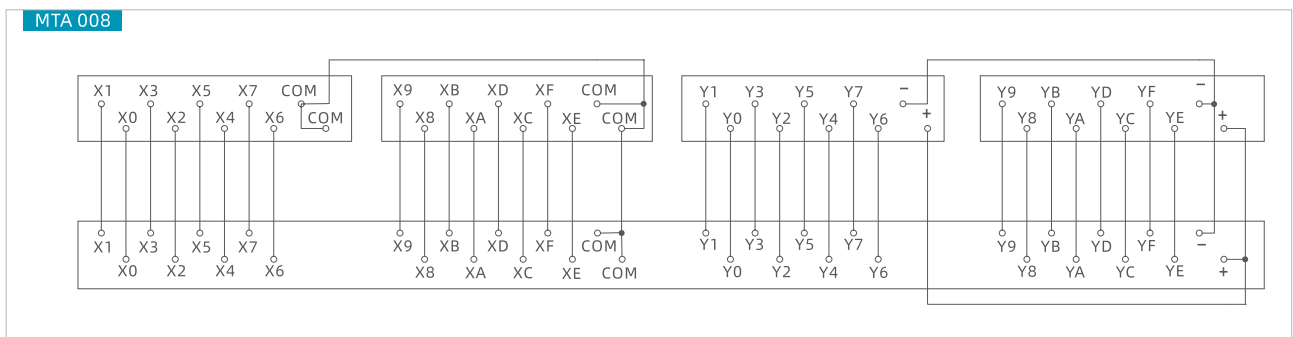 MTA 008
X1 X3 X5 X7 COM
X0 X2 X4 X6 COM
X9 XB XD XF COM
X8 XA XC XE COM
Y1 Y3 Y5 Y7 −
Y0 Y2 Y4 Y6 +
Y9 YB YD YF −
Y8 YA YC YE +
X1 X3 X5 X7
X0 X2 X4 X6
X9 XB XD XF COM
X8 XA XC XE COM
Y1 Y3 Y5 Y7
Y0 Y2 Y4 Y6
Y9 YB YD YF −
Y8 YA YC YE +